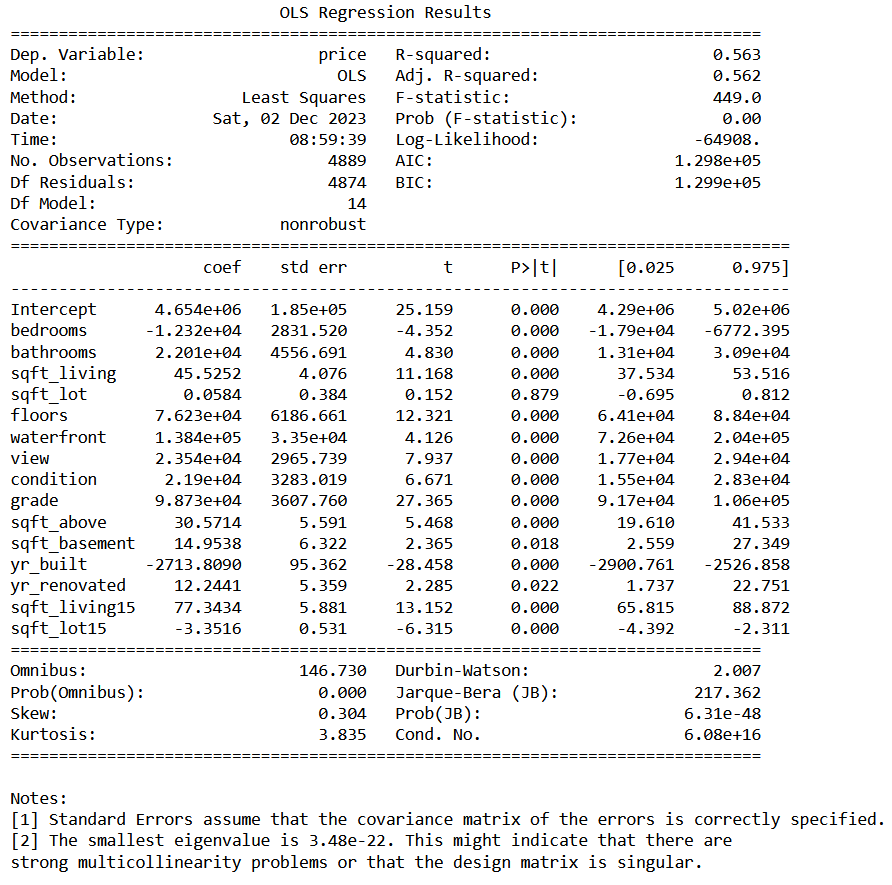 OLS Regression Results
==============================================================================
Dep. Variable:                  price   R-squared:                       0.563
Model:                            OLS   Adj. R-squared:                  0.562
Method:                 Least Squares   F-statistic:                     449.0
Date:                Sat, 02 Dec 2023   Prob (F-statistic):               0.00
Time:                        08:59:39   Log-Likelihood:                -64908.
No. Observations:                4889   AIC:                         1.298e+05
Df Residuals:                    4874   BIC:                         1.299e+05
Df Model:                          14
Covariance Type:            nonrobust
=================================================================================
                    coef    std err          t      P>|t|      [0.025      0.975]
---------------------------------------------------------------------------------
Intercept      4.654e+06   1.85e+05     25.159      0.000    4.29e+06    5.02e+06
bedrooms      -1.232e+04   2831.520     -4.352      0.000   -1.79e+04   -6772.395
bathrooms      2.201e+04   4556.691      4.830      0.000    1.31e+04    3.09e+04
sqft_living      45.5252      4.076     11.168      0.000      37.534      53.516
sqft_lot          0.0584      0.384      0.152      0.879      -0.695       0.812
floors         7.623e+04   6186.661     12.321      0.000    6.41e+04    8.84e+04
waterfront     1.384e+05   3.35e+04      4.126      0.000    7.26e+04    2.04e+05
view           2.354e+04   2965.739      7.937      0.000    1.77e+04    2.94e+04
condition       2.19e+04   3283.019      6.671      0.000    1.55e+04    2.83e+04
grade          9.873e+04   3607.760     27.365      0.000    9.17e+04    1.06e+05
sqft_above       30.5714      5.591      5.468      0.000      19.610      41.533
sqft_basement    14.9538      6.322      2.365      0.018       2.559      27.349
yr_built      -2713.8090     95.362    -28.458      0.000   -2900.761   -2526.858
yr_renovated     12.2441      5.359      2.285      0.022       1.737      22.751
sqft_living15    77.3434      5.881     13.152      0.000      65.815      88.872
sqft_lot15       -3.3516      0.531     -6.315      0.000      -4.392      -2.311
==============================================================================
Omnibus:                      146.730   Durbin-Watson:                   2.007
Prob(Omnibus):                  0.000   Jarque-Bera (JB):              217.362
Skew:                           0.304   Prob(JB):                     6.31e-48
Kurtosis:                       3.835   Cond. No.                     6.08e+16
==============================================================================

Notes:
[1] Standard Errors assume that the covariance matrix of the errors is correctly specified.
[2] The smallest eigenvalue is 3.48e-22. This might indicate that there are
strong multicollinearity problems or that the design matrix is singular.